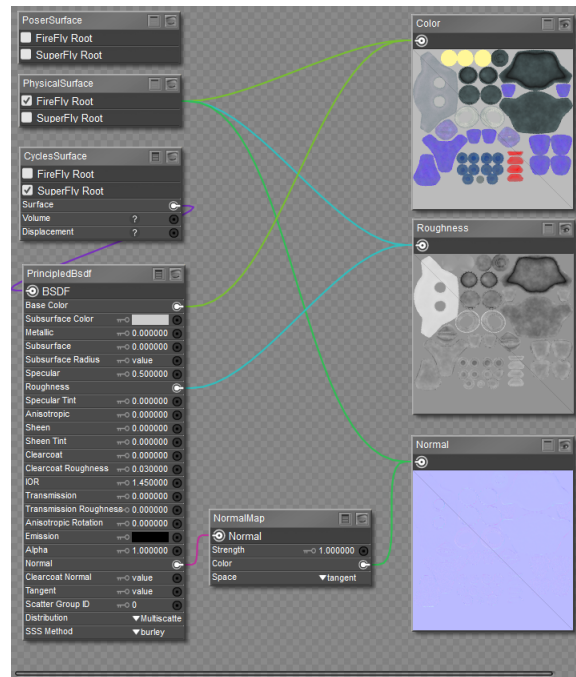 PoserSurface
FireFly Root
SuperFly Root
PhysicalSurface
FireFly Root
SuperFly Root
CyclesSurface
FireFly Root
SuperFly Root
Surface
Volume ?
Displacement ?
PrincipledBsdf
BSDF
Base Color
Subsurface Color
Metallic 0.000000
Subsurface 0.000000
Subsurface Radius value
Specular 0.500000
Roughness
Specular Tint 0.000000
Anisotropic 0.000000
Sheen 0.000000
Sheen Tint 0.000000
Clearcoat 0.000000
Clearcoat Roughness 0.030000
IOR 1.450000
Transmission 0.000000
Transmission Roughness 0.000000
Anisotropic Rotation 0.000000
Emission
Alpha 1.000000
Normal
Clearcoat Normal value
Tangent value
Scatter Group ID 0
Distribution ▼Multiscatte
SSS Method ▼burley
NormalMap
Normal
Strength 1.000000
Color
Space ▼tangent
Color
Roughness
Normal